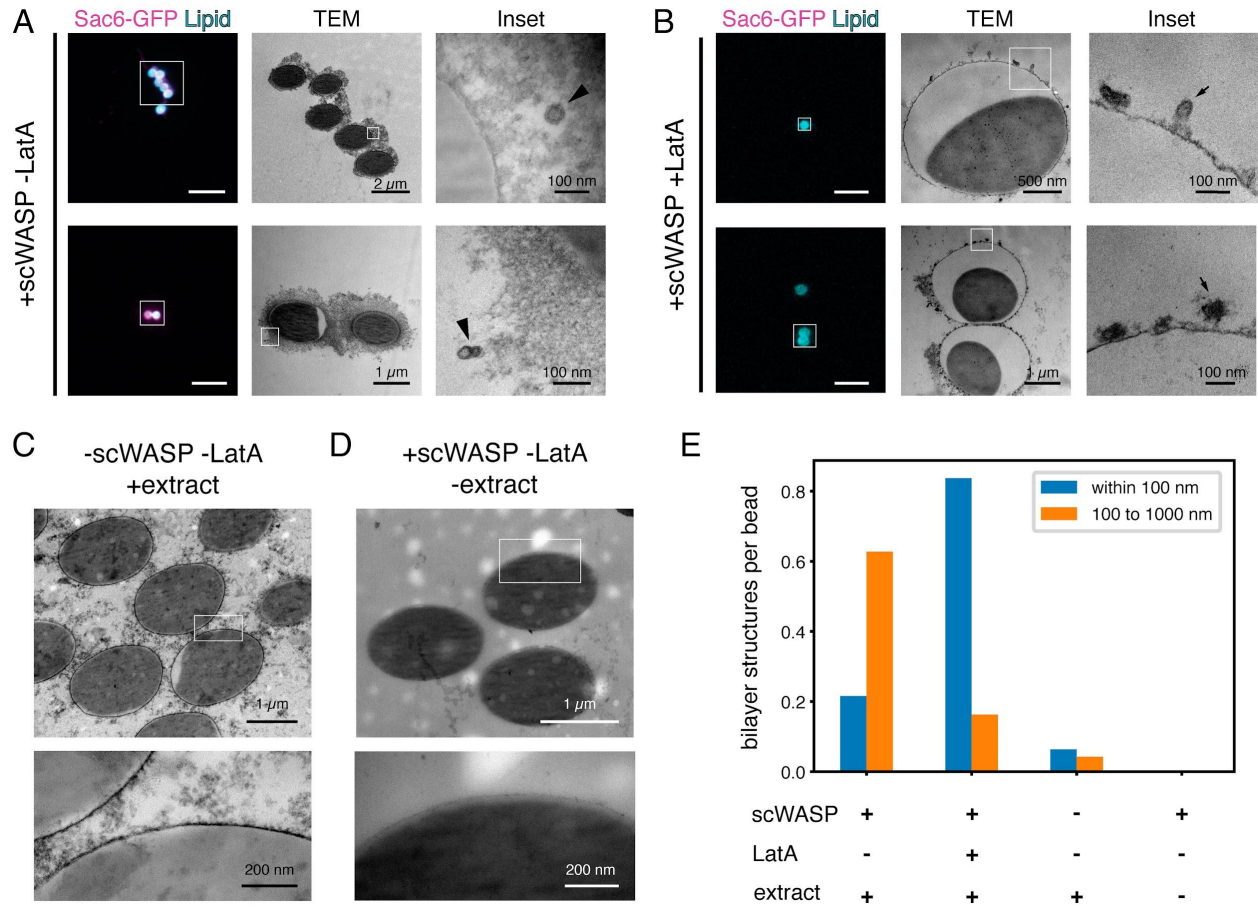 A
Sac6-GFP Lipid
TEM
Inset
+scWASP -LatA
2 μm
100 nm
1 μm
100 nm
B
Sac6-GFP Lipid
TEM
Inset
+scWASP +LatA
500 nm
100 nm
1 μm
100 nm
C
-scWASP -LatA
+extract
1 μm
200 nm
D
+scWASP -LatA
-extract
1 μm
200 nm
E
bilayer structures per bead
0.8
0.6
0.4
0.2
0.0
within 100 nm
100 to 1000 nm
scWASP + + - +
LatA - + - -
extract + + + -